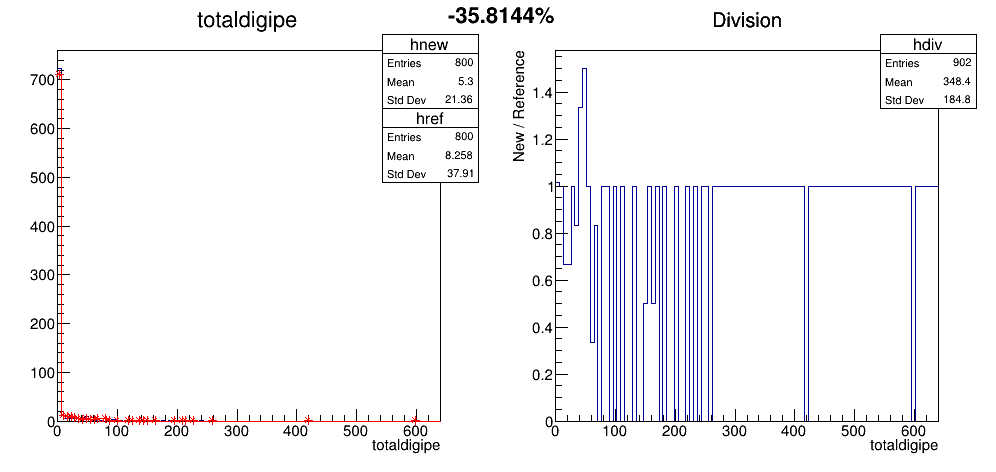 totaldigipe
-35.8144%
Division
hnew
Entries 800
Mean 5.3
Std Dev 21.36
href
Entries 800
Mean 8.258
Std Dev 37.91
700
600
500
400
300
200
100
0
0 100 200 300 400 500 600
totaldigipe
hdiv
Entries 902
Mean 348.4
Std Dev 184.8
New / Reference
1.4
1.2
1
0.8
0.6
0.4
0.2
0
0 100 200 300 400 500 600
totaldigipe